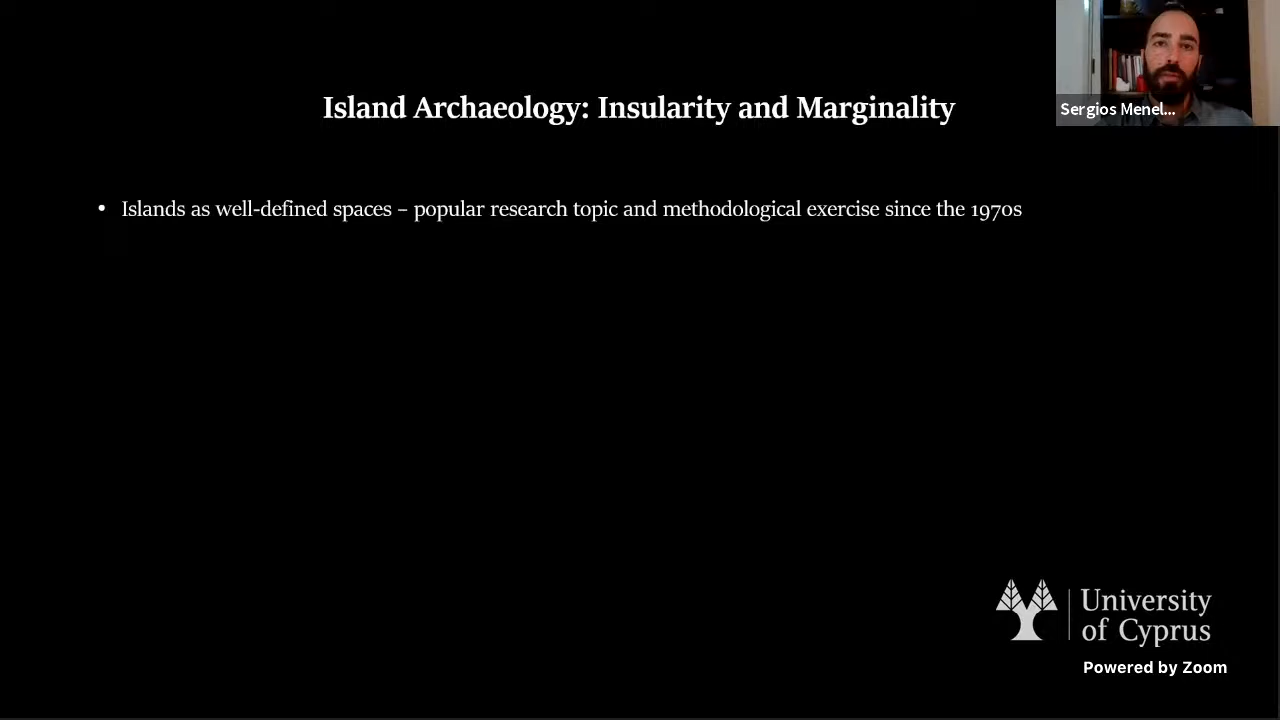 Island Archaeology: Insularity and Marginality
Sergios Menel...
• Islands as well-defined spaces – popular research topic and methodological exercise since the 1970s
University
of Cyprus
Powered by Zoom